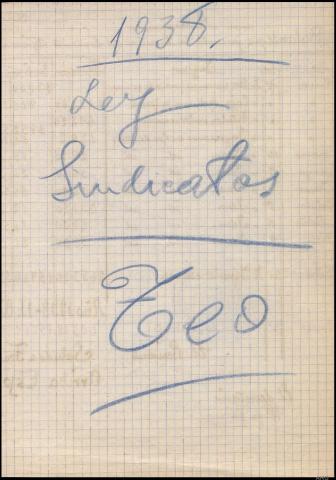 1938.
Ley
Sindicatos
Teo